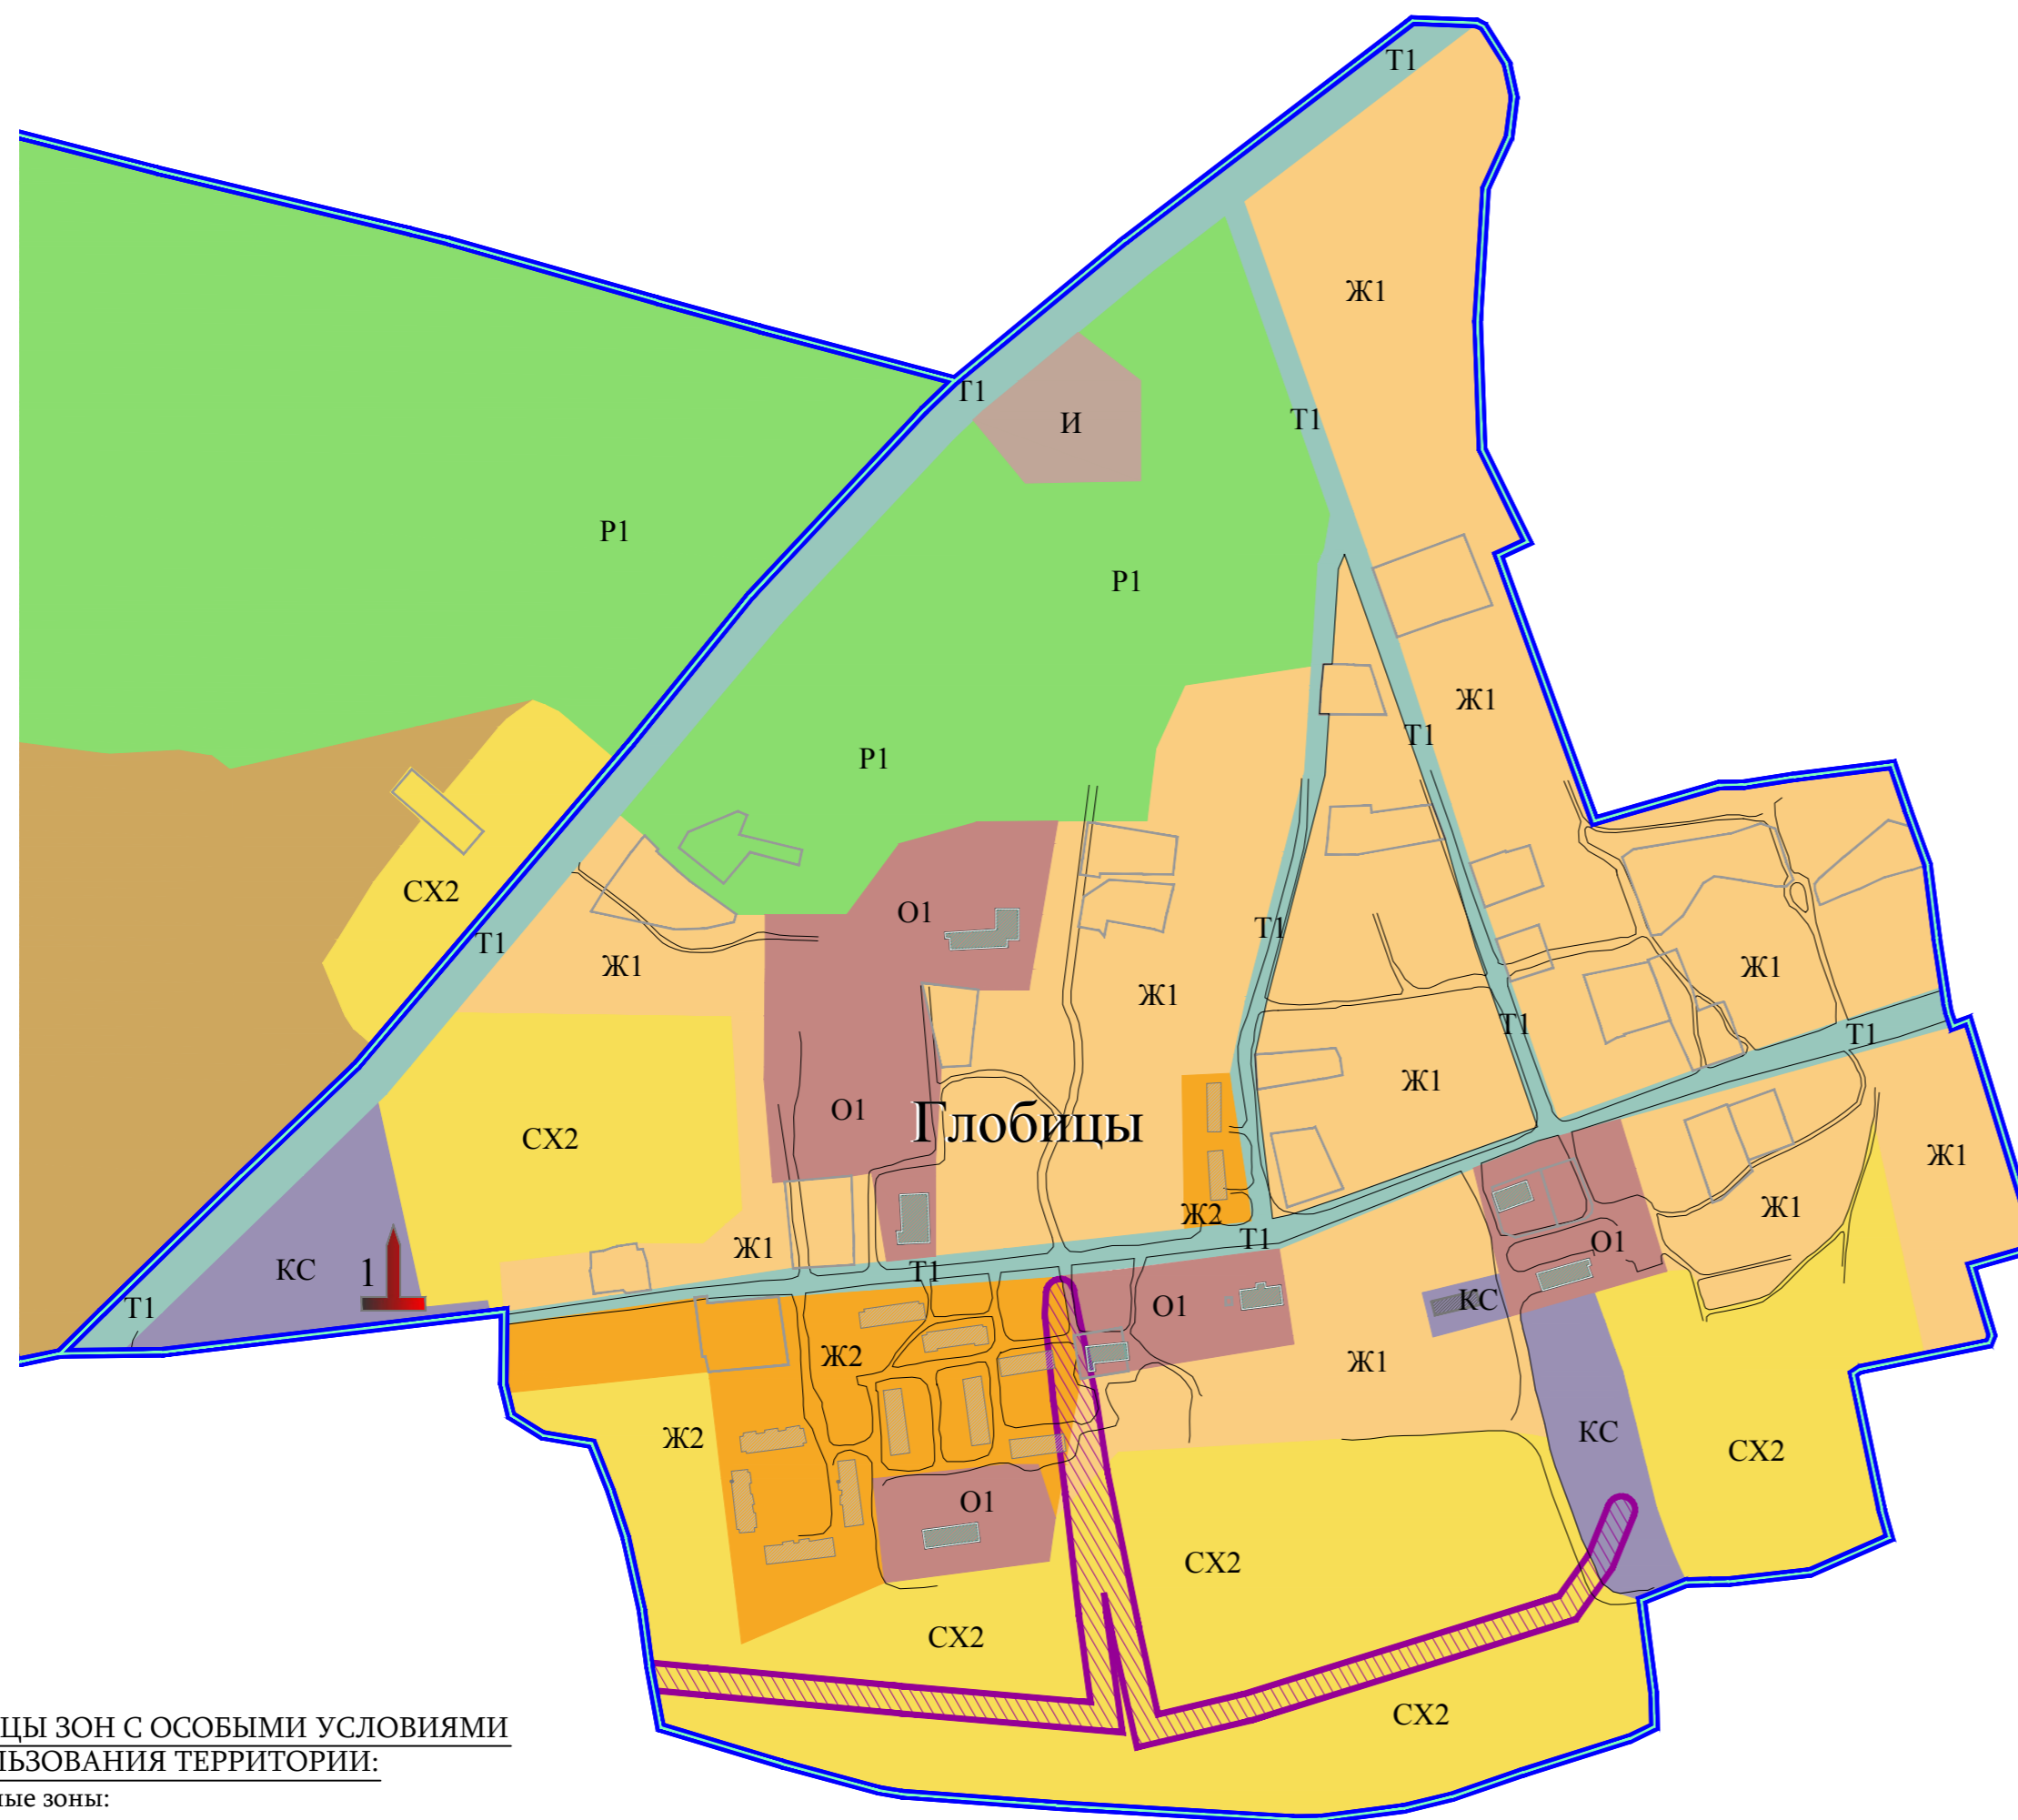 Т1
Ж1
Т1
Т1
И
Р1
Р1
Ж1
Т1
Р1
СХ2
О1
Т1
Т1
Ж1
Ж1
Ж1
Т1
Т1
Ж1
О1
Глобицы
СХ2
Ж1
Ж1
Ж2
Т1
О1
Ж1
КС
1
Т1
КС
Т1
О1
Ж2
Ж1
Ж2
КС
СХ2
О1
СХ2
СХ2
СХ2
ЦЫ ЗОН С ОСОБЫМИ УСЛОВИЯМИ
ЛЬЗОВАНИЯ ТЕРРИТОРИИ:
ные зоны: